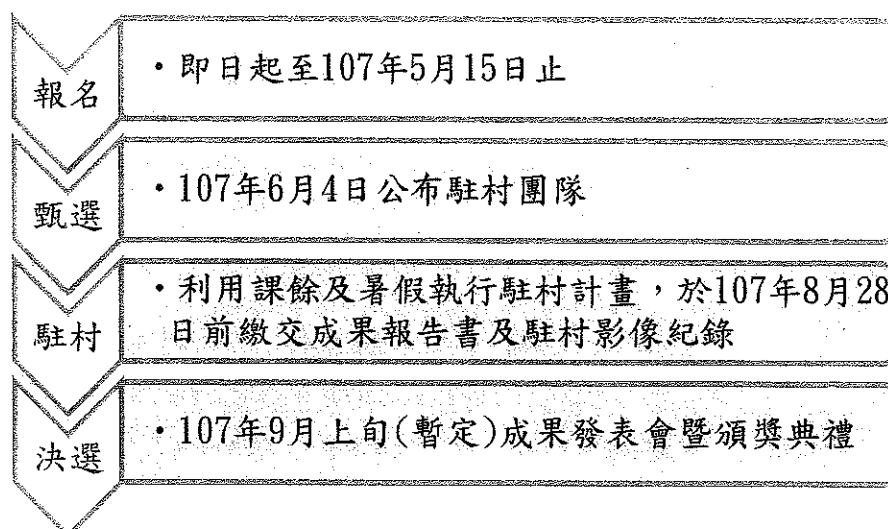 報名
・即日起至107年5月15日止
甄選
・107年6月4日公布駐村團隊
駐村
・利用課餘及暑假執行駐村計畫,於107年8月28
日前繳交成果報告書及駐村影像紀錄
決選
・107年9月上旬(暫定)成果發表會暨頒獎典禮